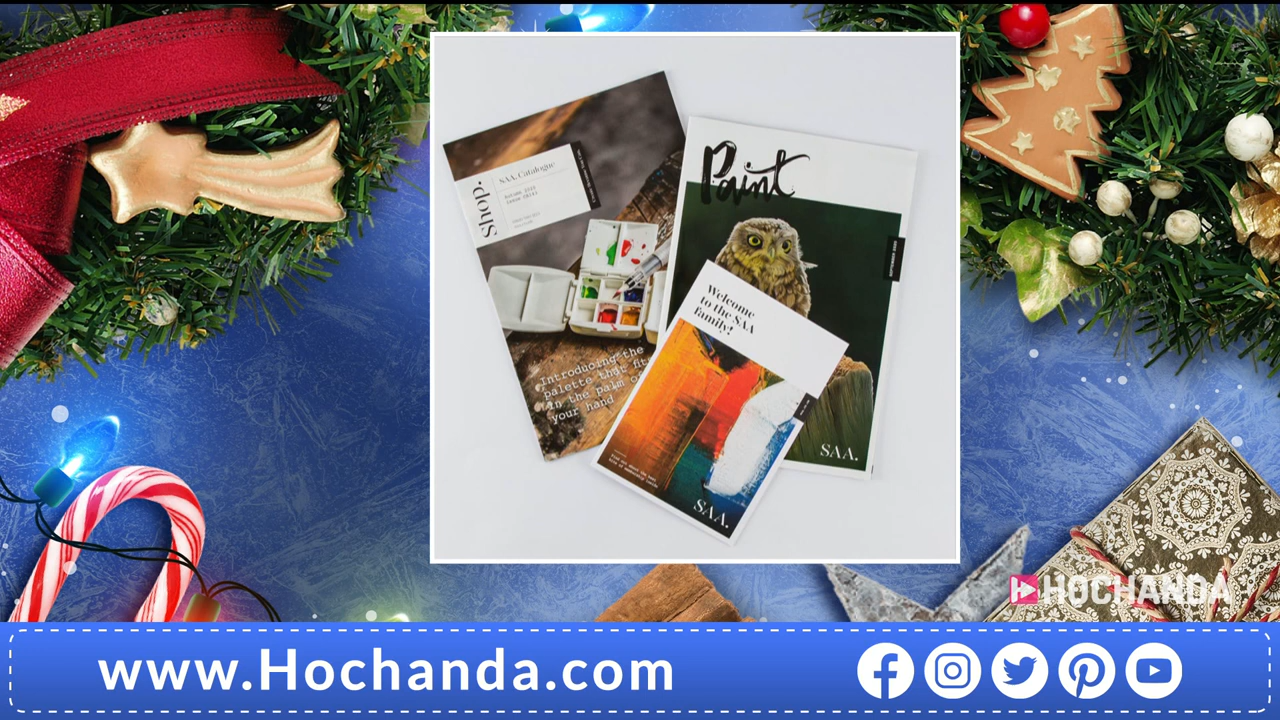 shop.
SAA. Catalogue
Introducing the
palette that fits
in the palm of
your hand
Paint
SAA.
Welcome
to the SAA
family!
SAA.
HOCHANDA
www.Hochanda.com